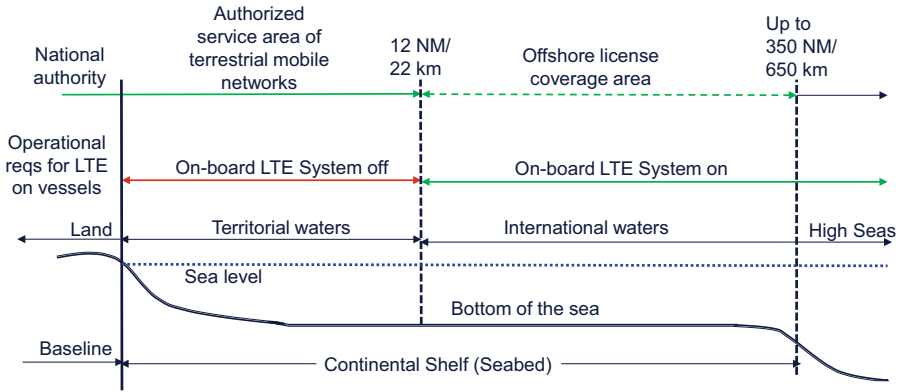 Authorized
service area of
terrestrial mobile
networks
National
authority
12 NM/
22 km
Offshore license
coverage area
Up to
350 NM/
650 km
Operational
reqs for LTE
on vessels
On-board LTE System off
On-board LTE System on
Land
Territorial waters
International waters
High Seas
Sea level
Bottom of the sea
Baseline
Continental Shelf (Seabed)